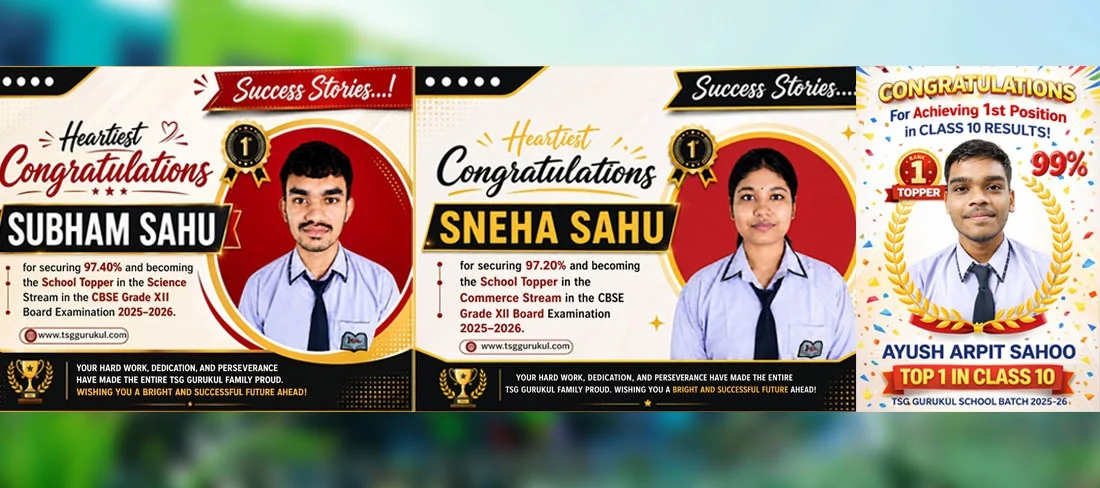 Success Stories...!
Heartiest
Congratulations
1
SUBHAM SAHU
for securing 97.40% and becoming
the School Topper in the Science
Stream in the CBSE Grade XII
Board Examination 2025–2026.
www.tsggurukul.com
YOUR HARD WORK, DEDICATION, AND PERSEVERANCE
HAVE MADE THE ENTIRE TSG GURUKUL FAMILY PROUD.
WISHING YOU A BRIGHT AND SUCCESSFUL FUTURE AHEAD!
Success Stories....
Heartiest
Congratulations
1
SNEHA SAHU
for securing 97.20% and becoming
the School Topper in the
Commerce Stream in the CBSE
Grade XII Board Examination
2025–2026.
www.tsggurukul.com
YOUR HARD WORK, DEDICATION, AND PERSEVERANCE HAVE MADE THE ENTIRE
TSG GURUKUL FAMILY PROUD. WISHING YOU A BRIGHT AND SUCCESSFUL FUTURE AHEAD!
CONGRATULATIONS
For Achieving 1st Position
in CLASS 10 RESULTS!
99%
RANK
1
TOPPER
AYUSH ARPIT SAHOO
TOP 1 IN CLASS 10
TSG GURUKUL SCHOOL BATCH 2025-26